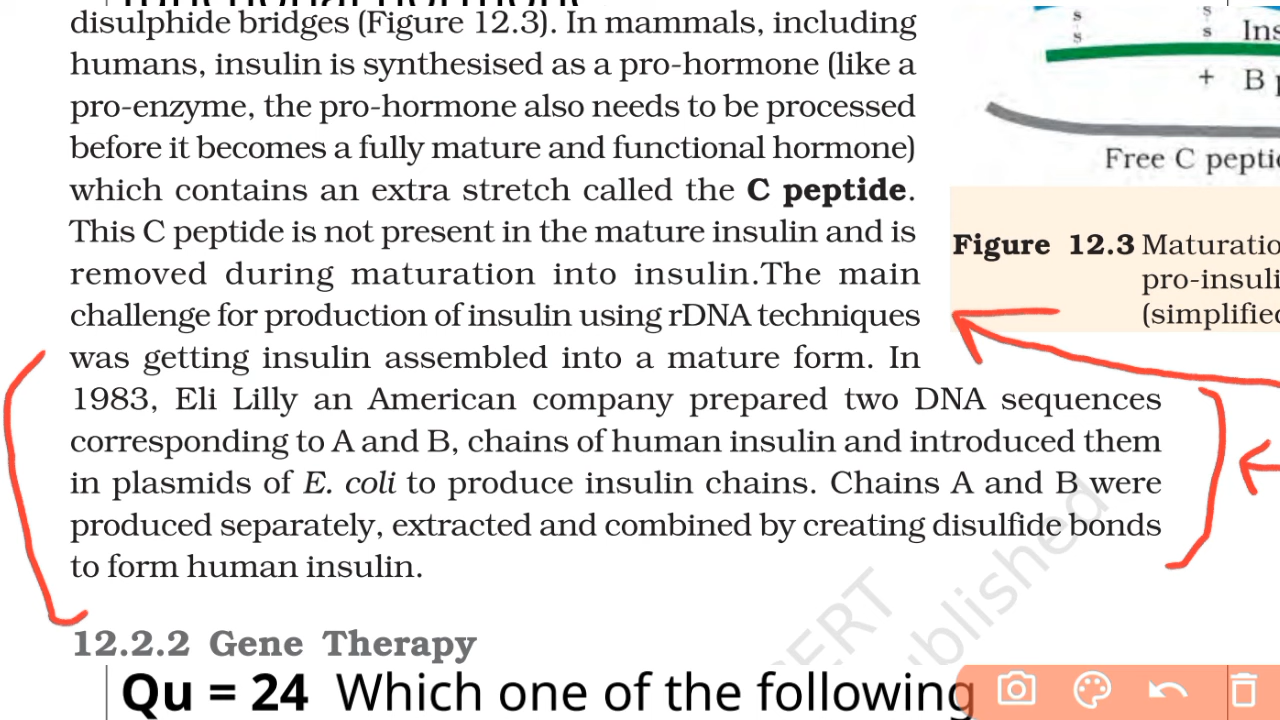 disulphide bridges (Figure 12.3). In mammals, including
humans, insulin is synthesised as a pro-hormone (like a
pro-enzyme, the pro-hormone also needs to be processed
before it becomes a fully mature and functional hormone)
which contains an extra stretch called the C peptide.
This C peptide is not present in the mature insulin and is
removed during maturation into insulin.The main
challenge for production of insulin using rDNA techniques
was getting insulin assembled into a mature form. In
1983, Eli Lilly an American company prepared two DNA sequences
corresponding to A and B, chains of human insulin and introduced them
in plasmids of E. coli to produce insulin chains. Chains A and B were
produced separately, extracted and combined by creating disulfide bonds
to form human insulin.
s s
s s
+ B
Free C
Figure 12.3
(simplified
12.2.2 Gene Therapy
Qu = 24 Which one of the following